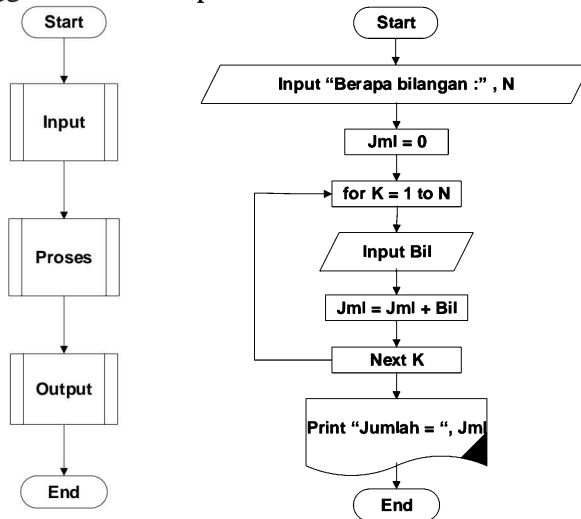 Start
Input
Proses
Output
End
Start
Input “Berapa bilangan :” , N
Jml = 0
for K = 1 to N
Input Bil
Jml = Jml + Bil
Next K
Print “Jumlah = “, Jml
End